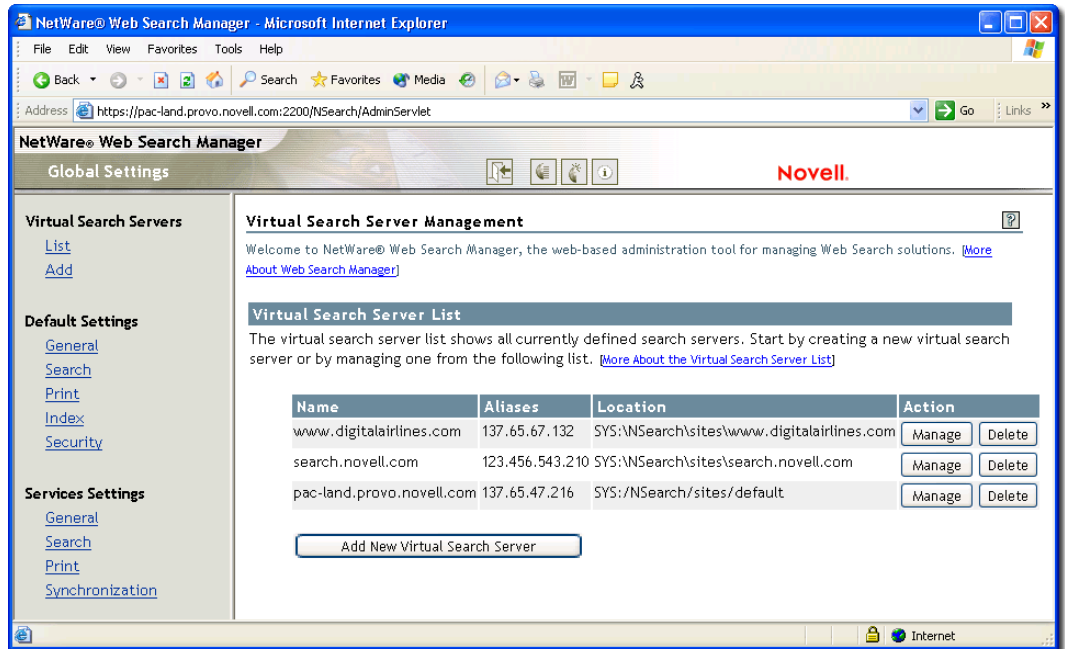 NetWare® Web Search Manager - Microsoft Internet Explorer
File Edit View Favorites Tools Help
Back Search Favorites Media
Address https://pac-land.provo.novell.com:2200/NSearch/AdminServlet Go Links »
NetWare® Web Search Manager
Global Settings
Novell.
Virtual Search Servers
List
Add
Default Settings
General
Search
Print
Index
Security
Services Settings
General
Search
Print
Synchronization
Virtual Search Server Management
Welcome to NetWare® Web Search Manager, the web-based administration tool for managing Web Search solutions. [More
About Web Search Manager]
Virtual Search Server List
The virtual search server list shows all currently defined search servers. Start by creating a new virtual search
server or by managing one from the following list. [More About the Virtual Search Server List]
Name Aliases Location Action
www.digitalairlines.com 137.65.67.132 SYS:\NSearch\sites\www.digitalairlines.com Manage Delete
search.novell.com 123.456.543.210 SYS:\NSearch\sites\search.novell.com Manage Delete
pac-land.provo.novell.com 137.65.47.216 SYS:/NSearch/sites/default Manage Delete
Add New Virtual Search Server
Internet